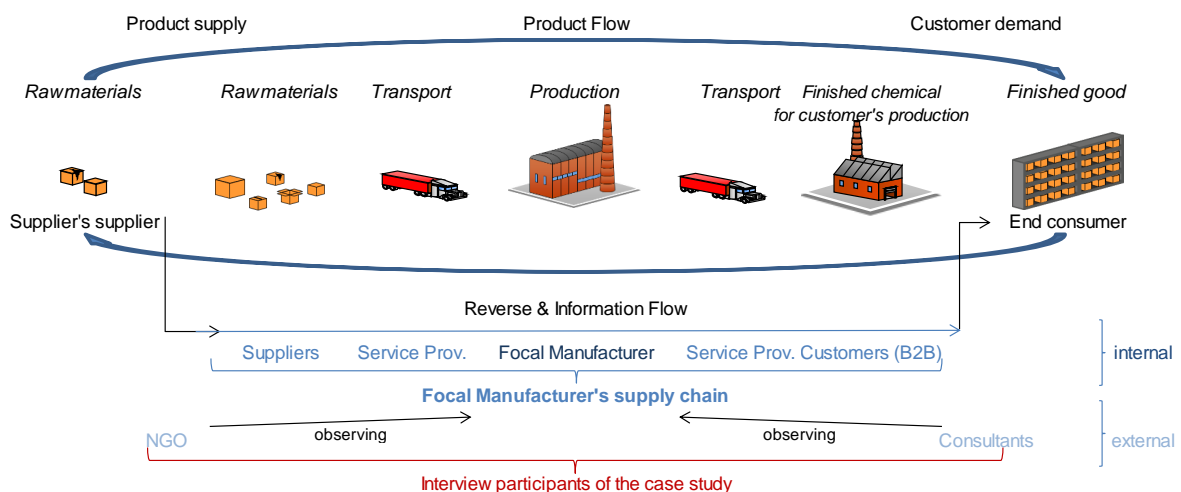 Product supply Product Flow Customer demand
Rawmaterials Rawmaterials Transport Production Transport Finished chemical for customer's production Finished good
Supplier's supplier End consumer
Reverse & Information Flow
Suppliers Service Prov. Focal Manufacturer Service Prov. Customers (B2B) internal
Focal Manufacturer's supply chain
observing observing
NGO Consultants external
Interview participants of the case study